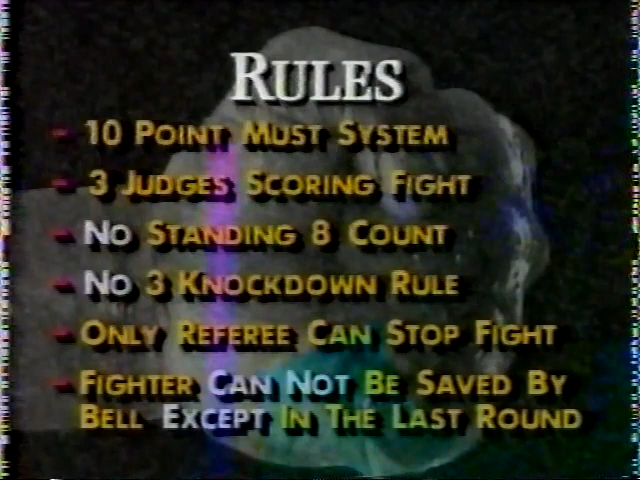 RULES
- 10 POINT MUST SYSTEM
- 3 JUDGES SCORING FIGHT
- NO STANDING 8 COUNT
- NO 3 KNOCKDOWN RULE
- ONLY REFEREE CAN STOP FIGHT
- FIGHTER CAN NOT BE SAVED BY
BELL EXCEPT IN THE LAST ROUND